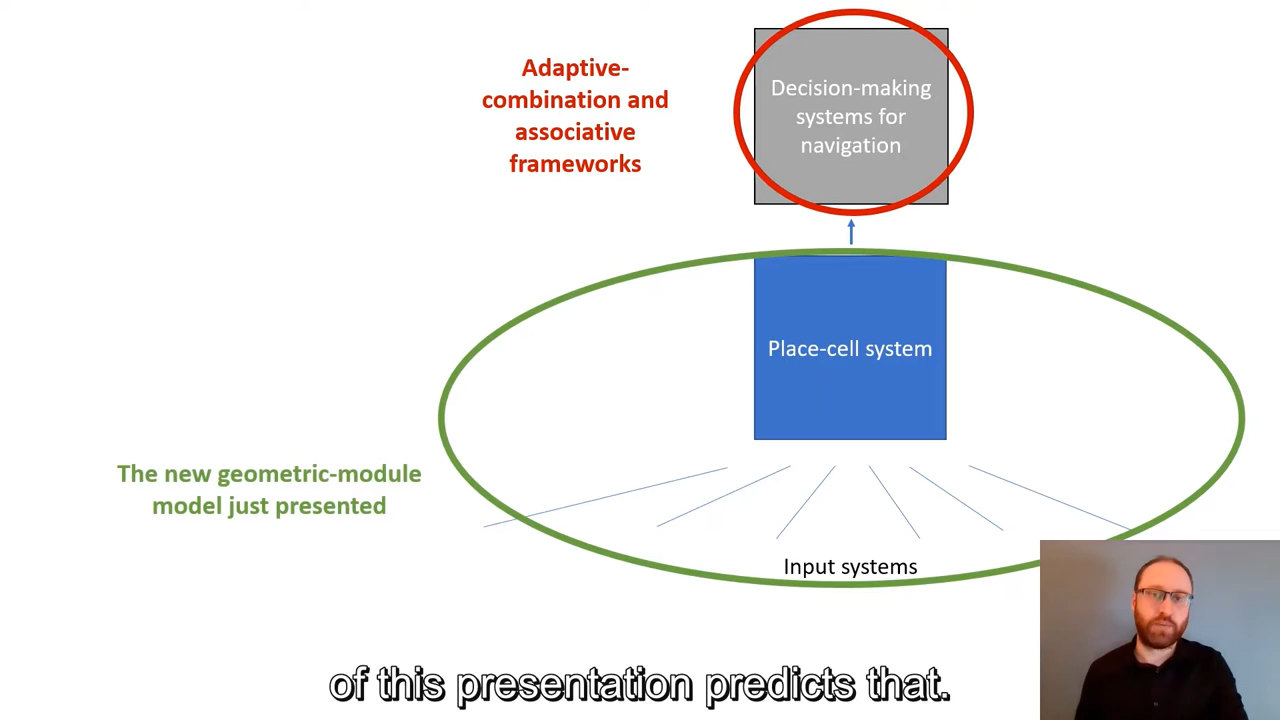 Adaptive-
combination and
associative
frameworks
Decision-making
systems for
navigation
Place-cell system
The new geometric-module
model just presented
Input systems
of this presentation predicts that.